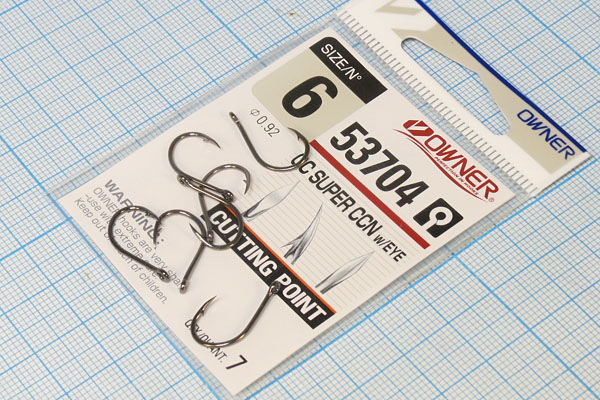 SIZE/N°
6
Φ 0.92
53704
OWNER
C SUPER CCN w/EYE
CUTTING POINT
WARNING:
OWNER hooks are very sharp
-use with extreme
Keep out of reach of children.
QTY/QUANT. 7
OWNER